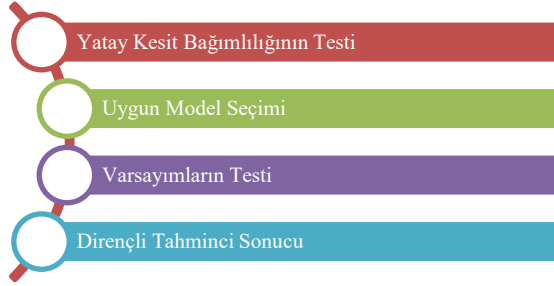 Yatay Kesit Bağımlılığının Testi
Uygun Model Seçimi
Varsayımların Testi
Dirençli Tahminci Sonucu